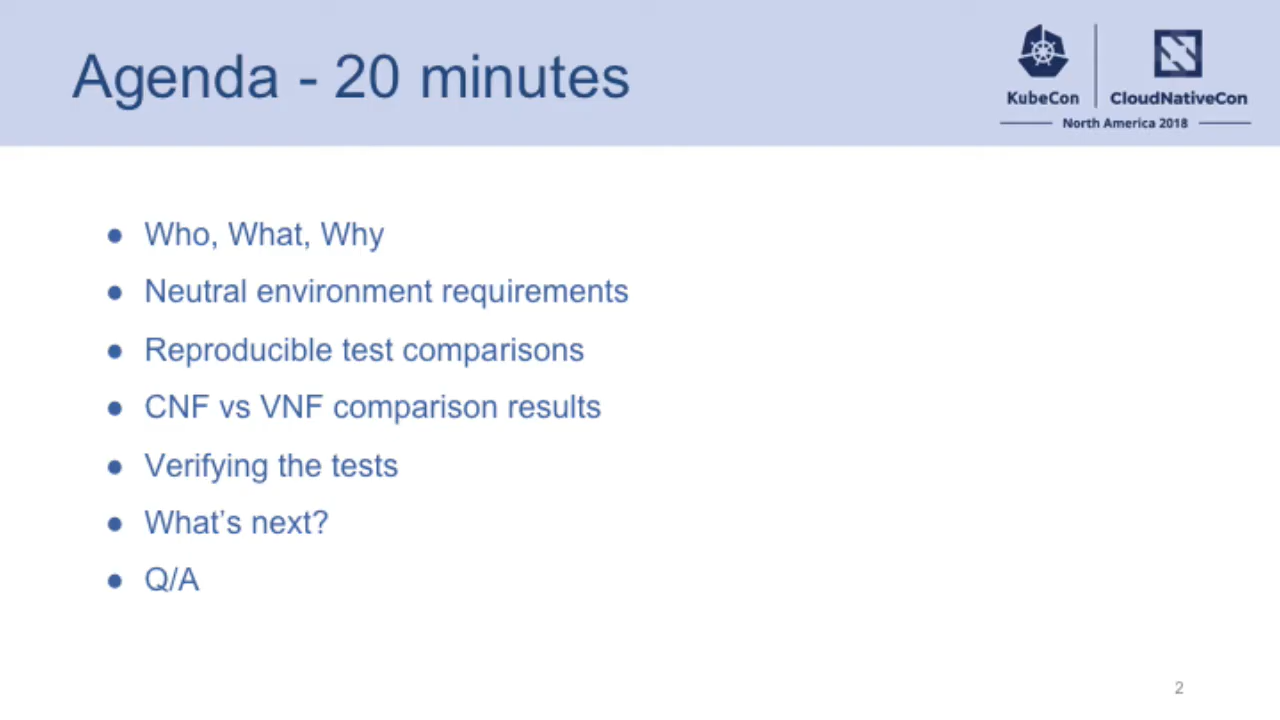 Agenda - 20 minutes
KubeCon
CloudNativeCon
North America 2018
● Who, What, Why
● Neutral environment requirements
● Reproducible test comparisons
● CNF vs VNF comparison results
● Verifying the tests
● What’s next?
● Q/A
2